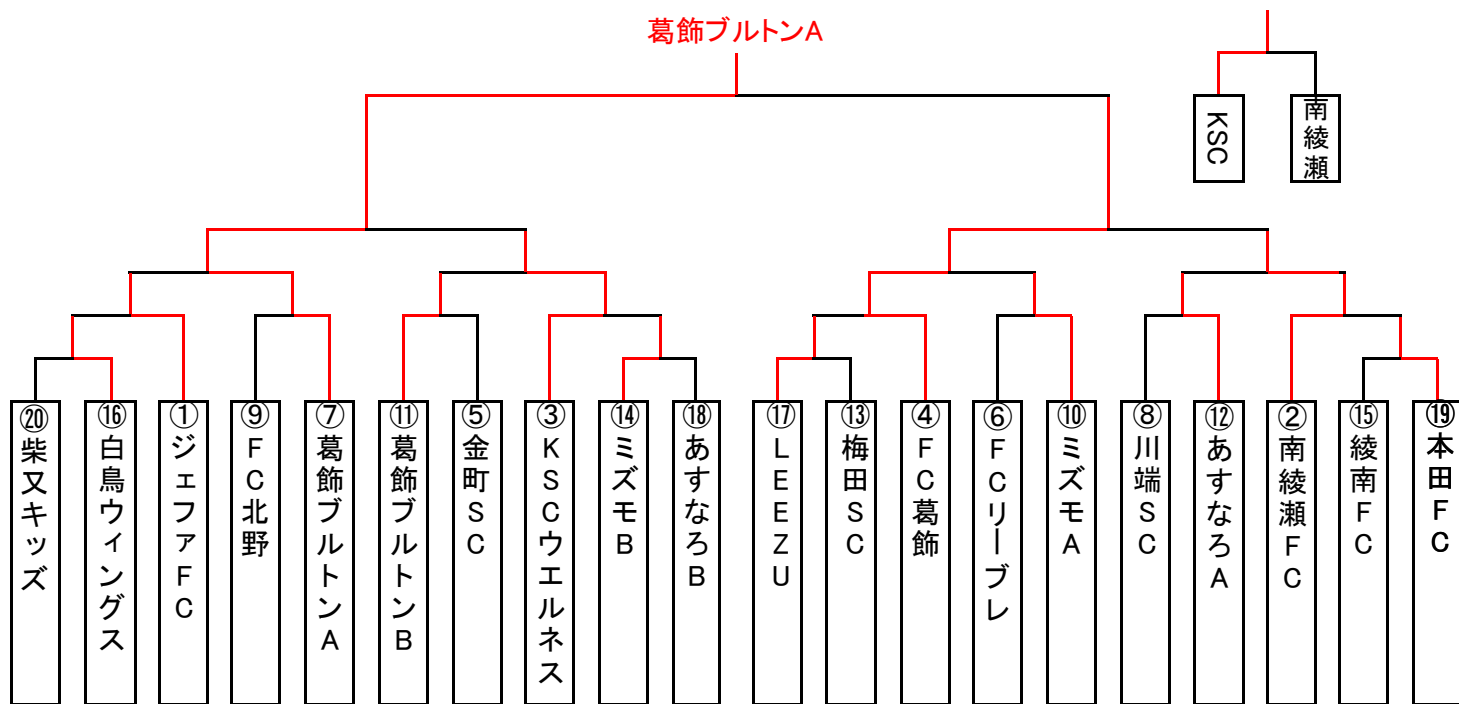 葛飾ブルトンA
KSC
南綾瀬
⑳柴又キッズ
⑯白鳥ウィングス
①ジェファFC
⑨FC北野
⑦葛飾ブルトンA
⑪葛飾ブルトンB
⑤金町SC
③KSCウエルネス
⑭ミズモB
⑱あすなろB
⑰LEEZU
⑬梅田SC
④FC葛飾
⑥FCリーブレ
⑩ミズモA
⑧川端SC
⑫あすなろA
②南綾瀬FC
⑮綾南FC
⑲本田FC